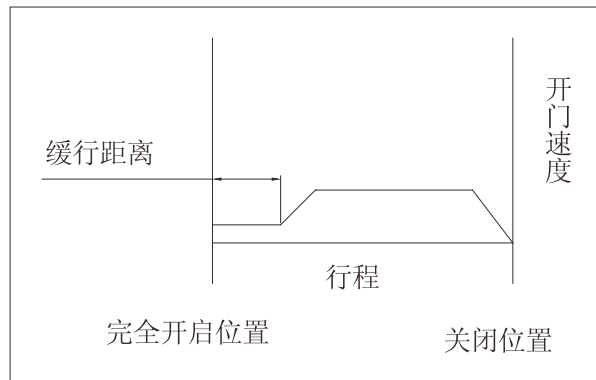 开门速度
缓行距离
行程
完全开启位置
关闭位置